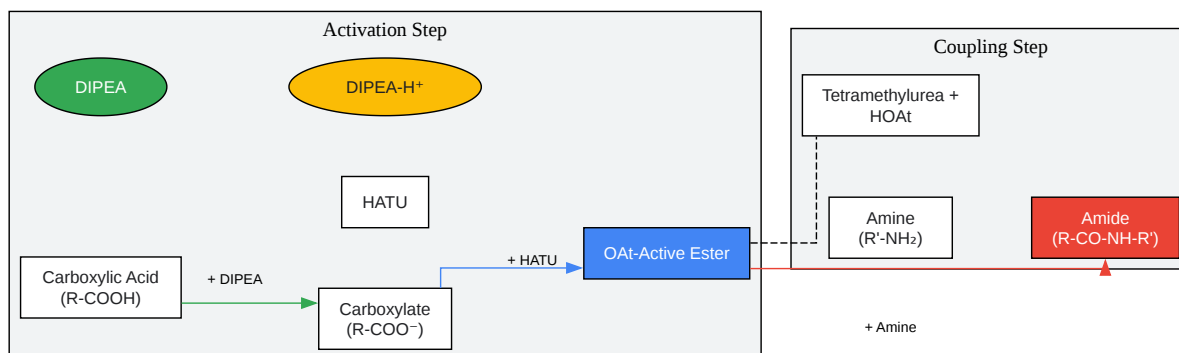 Activation Step
DIPEA
DIPEA-H⁺
HATU
Carboxylic Acid
(R-COOH)
+ DIPEA
Carboxylate
(R-COO⁻)
+ HATU
OAt-Active Ester
Coupling Step
Tetramethylurea +
HOAt
Amine
(R'-NH₂)
Amide
(R-CO-NH-R')
+ Amine